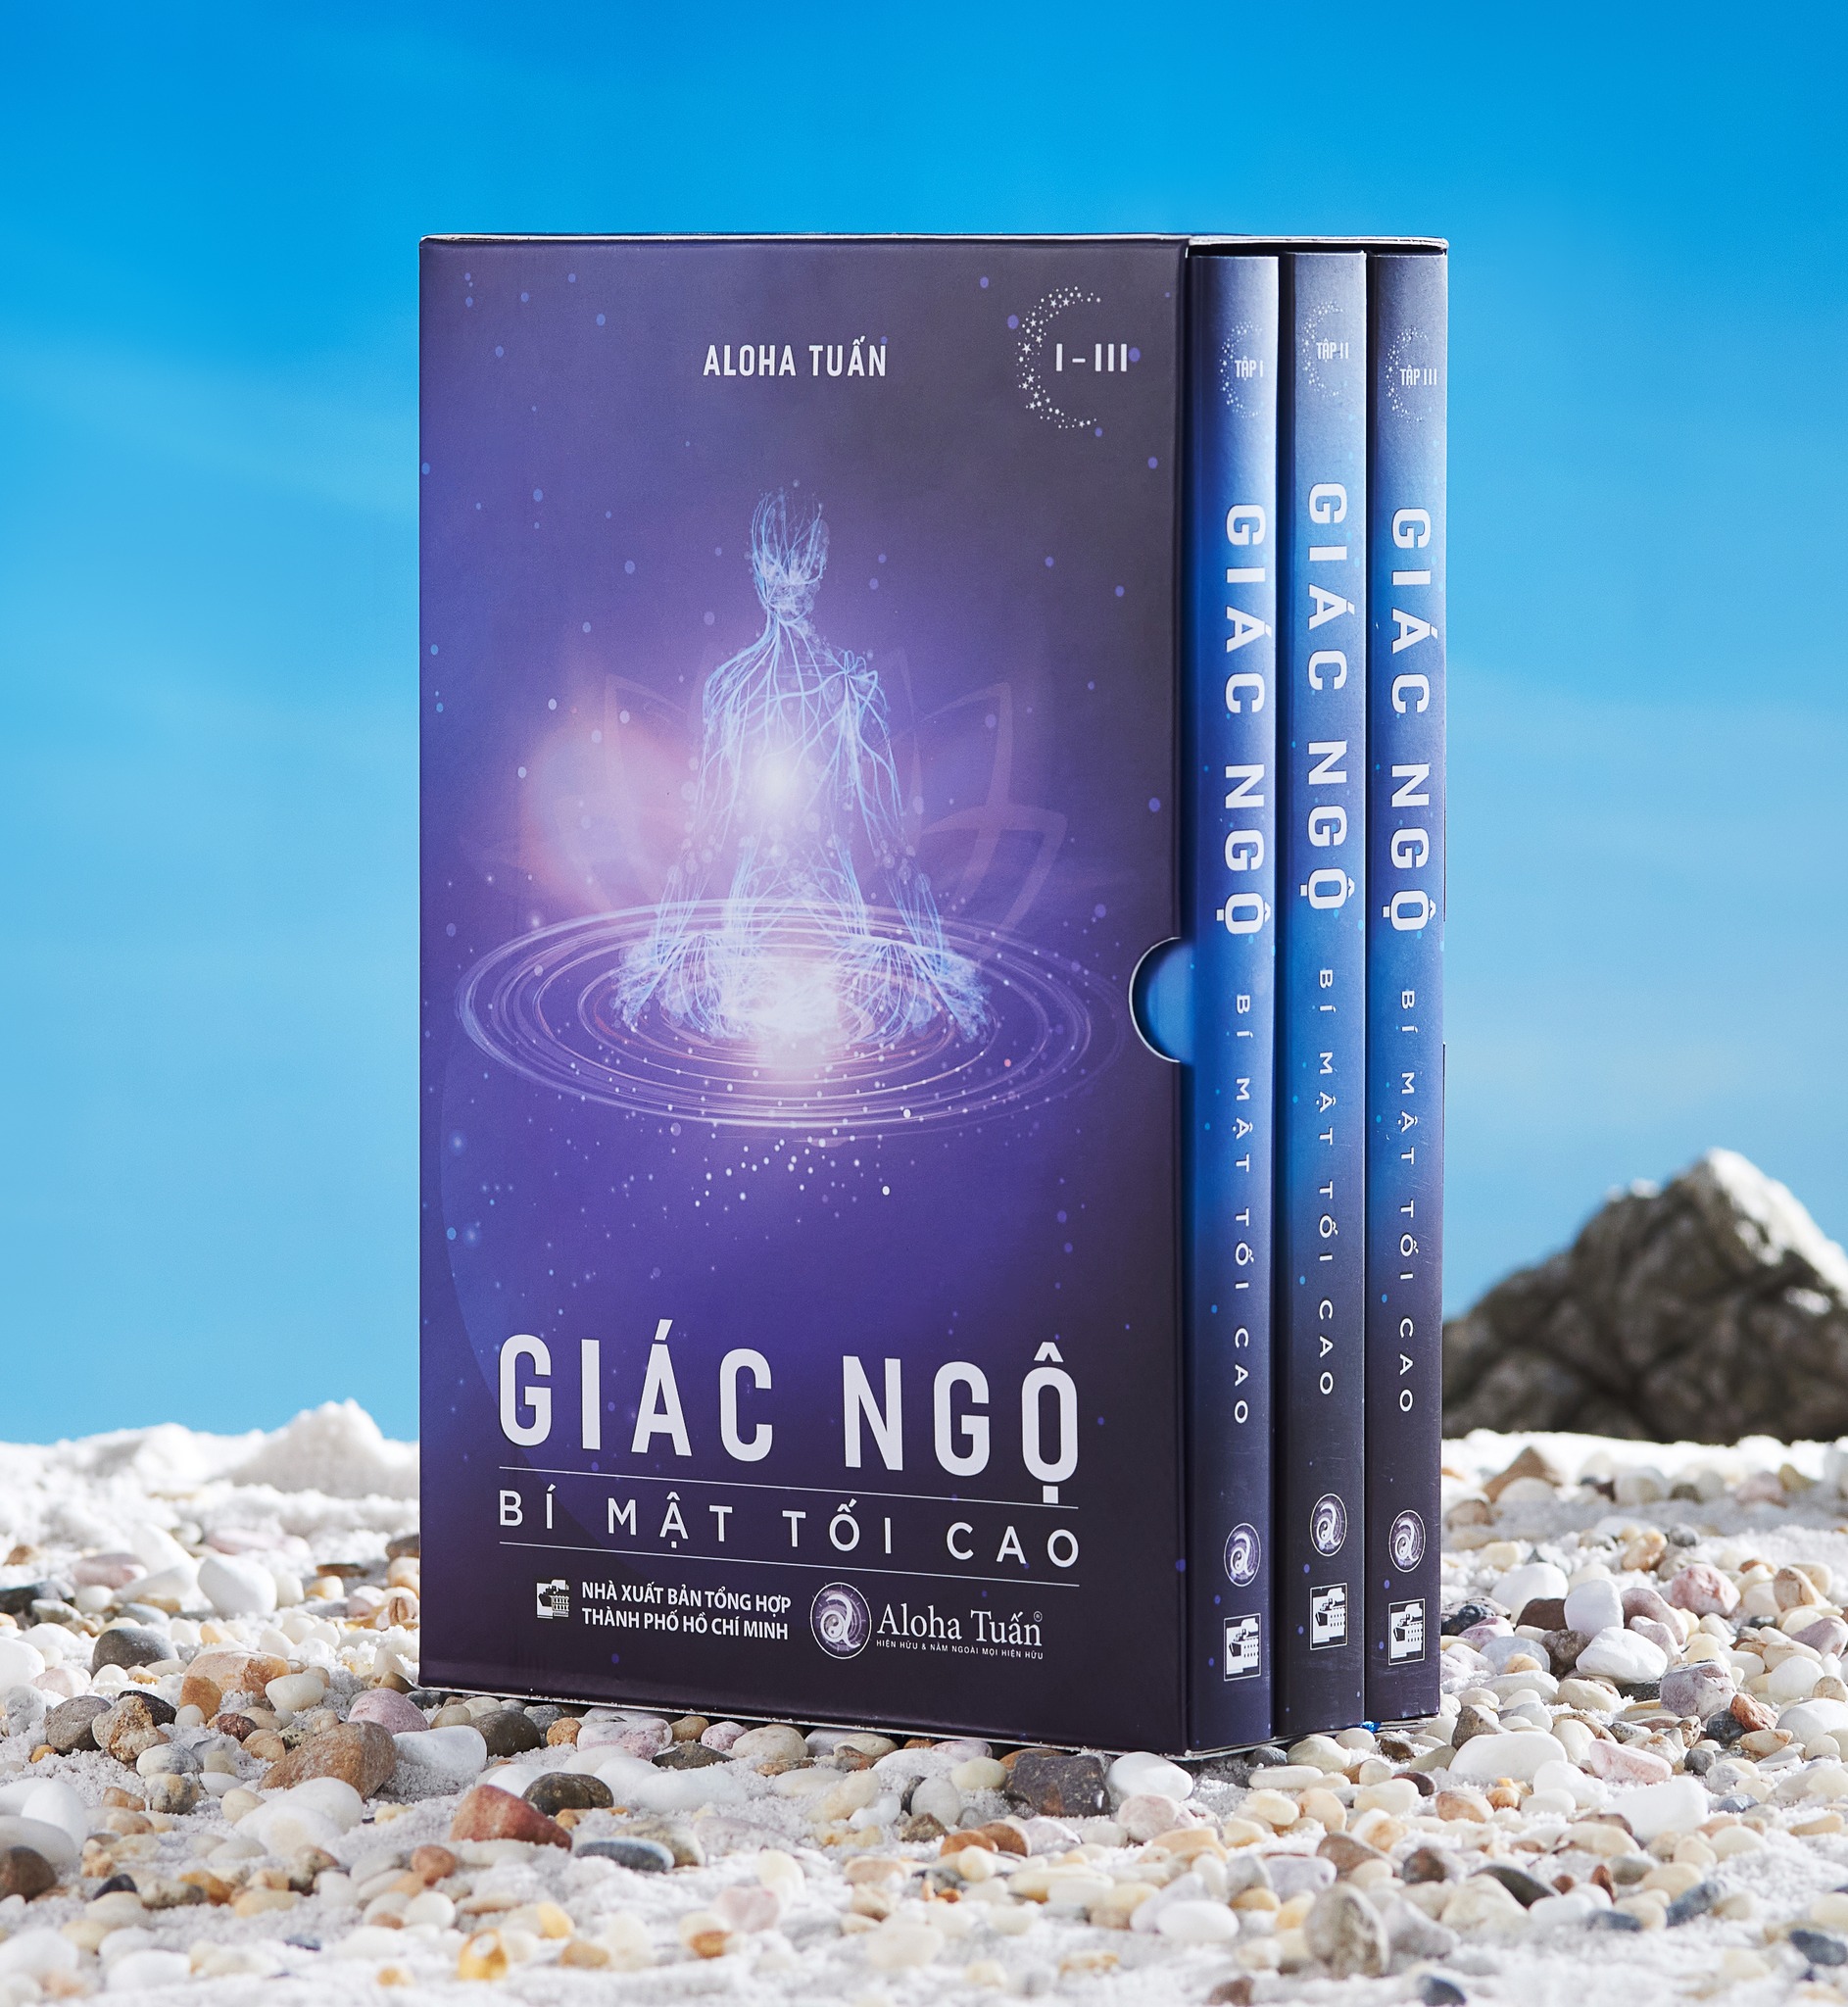 ALOHA TUẤN
I – III
GIÁC NGỘ
BÍ MẬT TỐI CAO
NHÀ XUẤT BẢN TỔNG HỢP
THÀNH PHỐ HỒ CHÍ MINH
Aloha Tuấn®
HIỆN HỮU & NẰM NGOÀI MỌI HIỆN HỮU
TẬP I
GIÁC NGỘ BÍ MẬT TỐI CAO
TẬP II
GIÁC NGỘ BÍ MẬT TỐI CAO
TẬP III
GIÁC NGỘ BÍ MẬT TỐI CAO